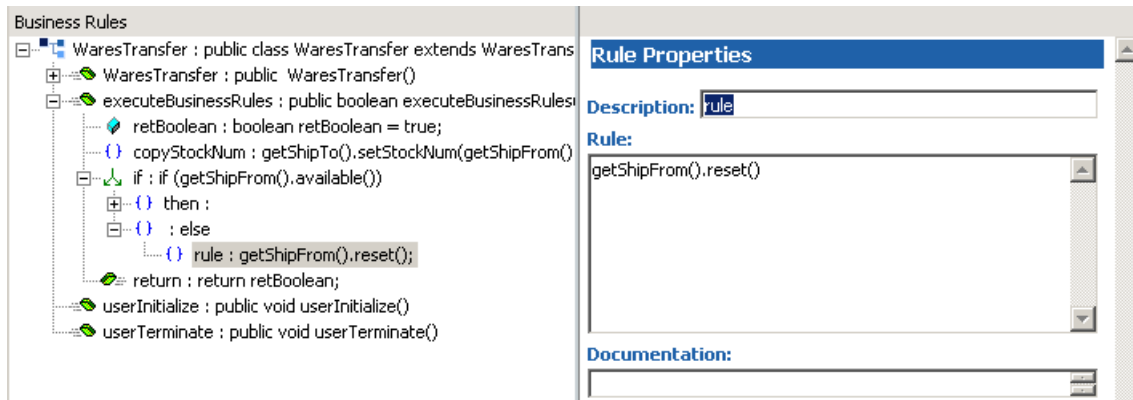 Business Rules
WaresTransfer : public class WaresTransfer extends WaresTrans
WaresTransfer : public WaresTransfer()
executeBusinessRules : public boolean executeBusinessRules(
retBoolean : boolean retBoolean = true;
copyStockNum : getShipTo().setStockNum(getShipFrom()
if : if (getShipFrom().available())
{} then :
{} : else
{} rule : getShipFrom().reset();
return : return retBoolean;
userInitialize : public void userInitialize()
userTerminate : public void userTerminate()
Rule Properties
Description: rule
Rule:
getShipFrom().reset()
Documentation: